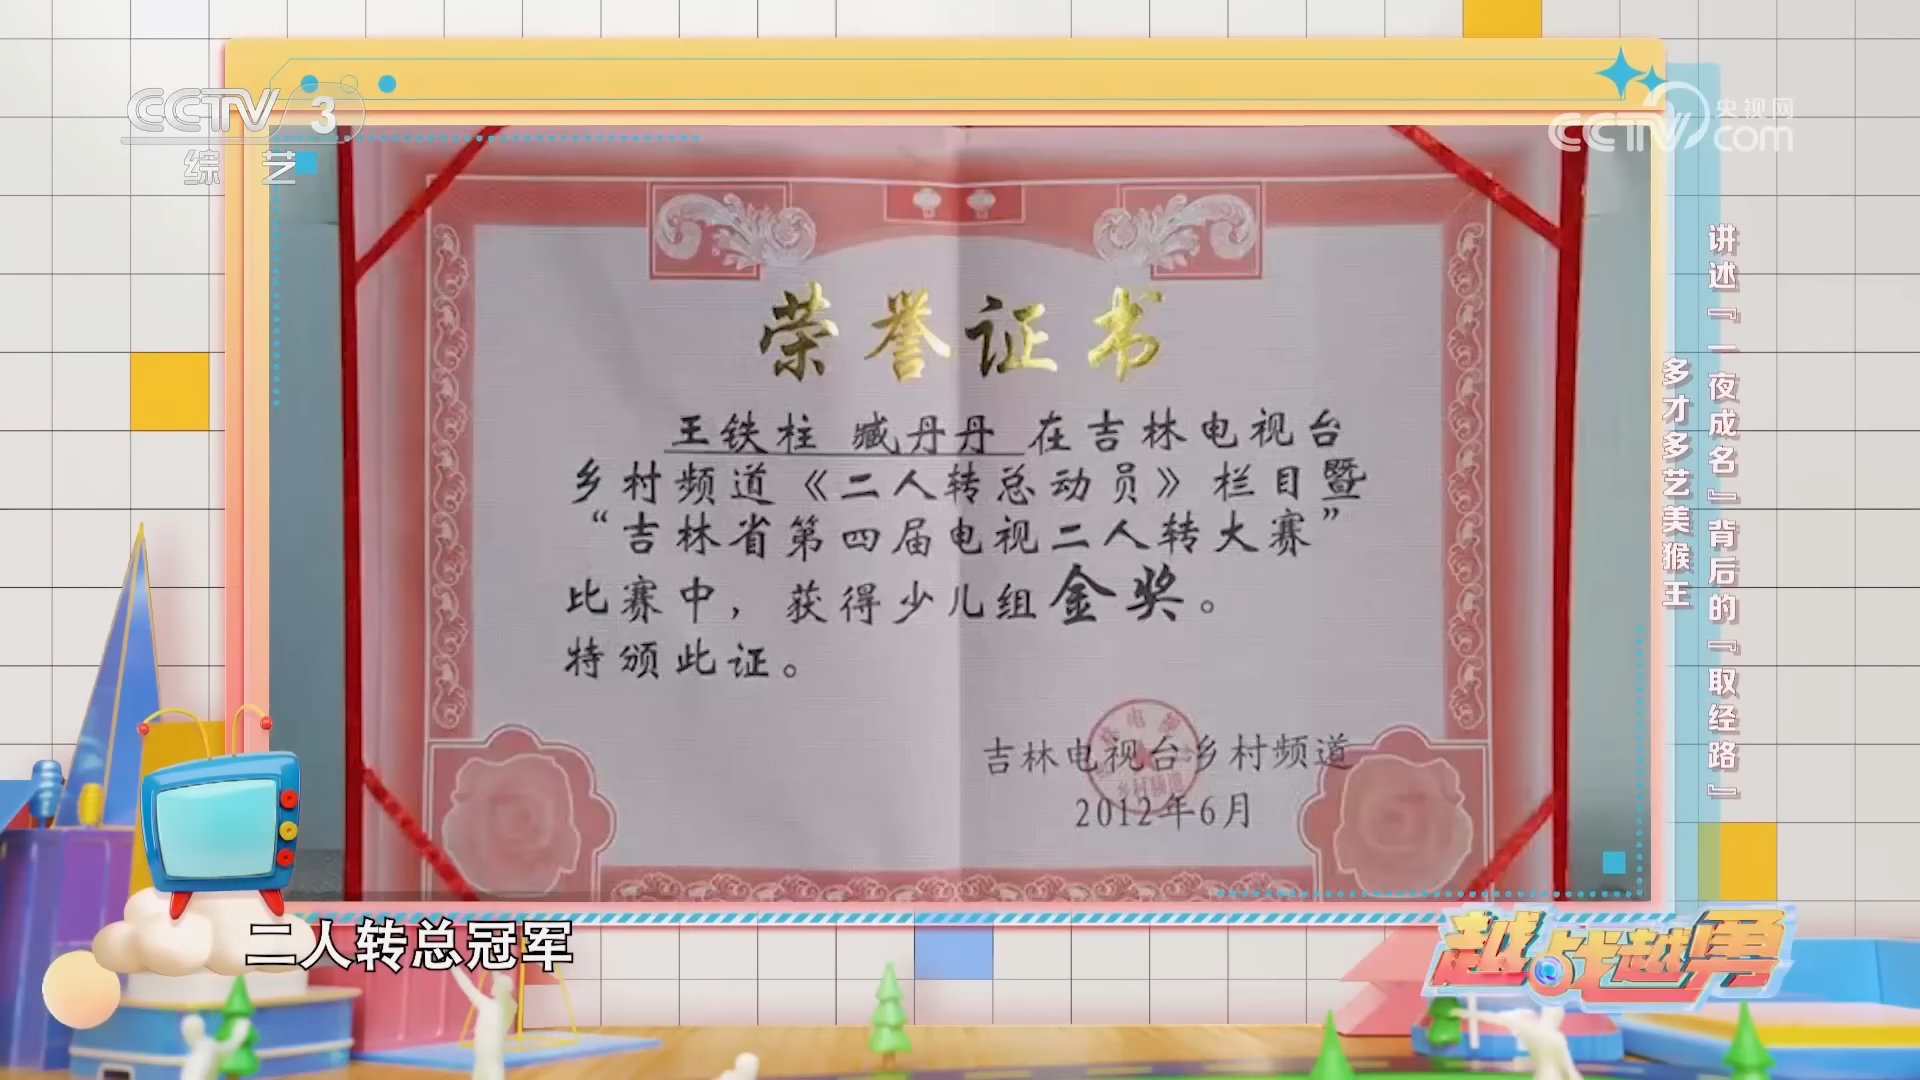 CCTV 3
综艺
央视网
CCTV.com
荣誉证书
王铁柱 臧丹丹 在吉林电视台
乡村频道《二人转总动员》栏目暨
“吉林省第四届电视二人转大赛”
比赛中，获得少儿组金奖。
特颁此证。
吉林电视台乡村频道
2012年6月
讲述『一夜成名』背后的『取经路』
多才多艺美猴王
二人转总冠军
越战越勇